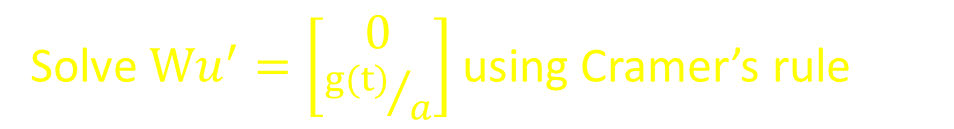 Solve Wu′ = [0 g(t)/a] using Cramer's rule